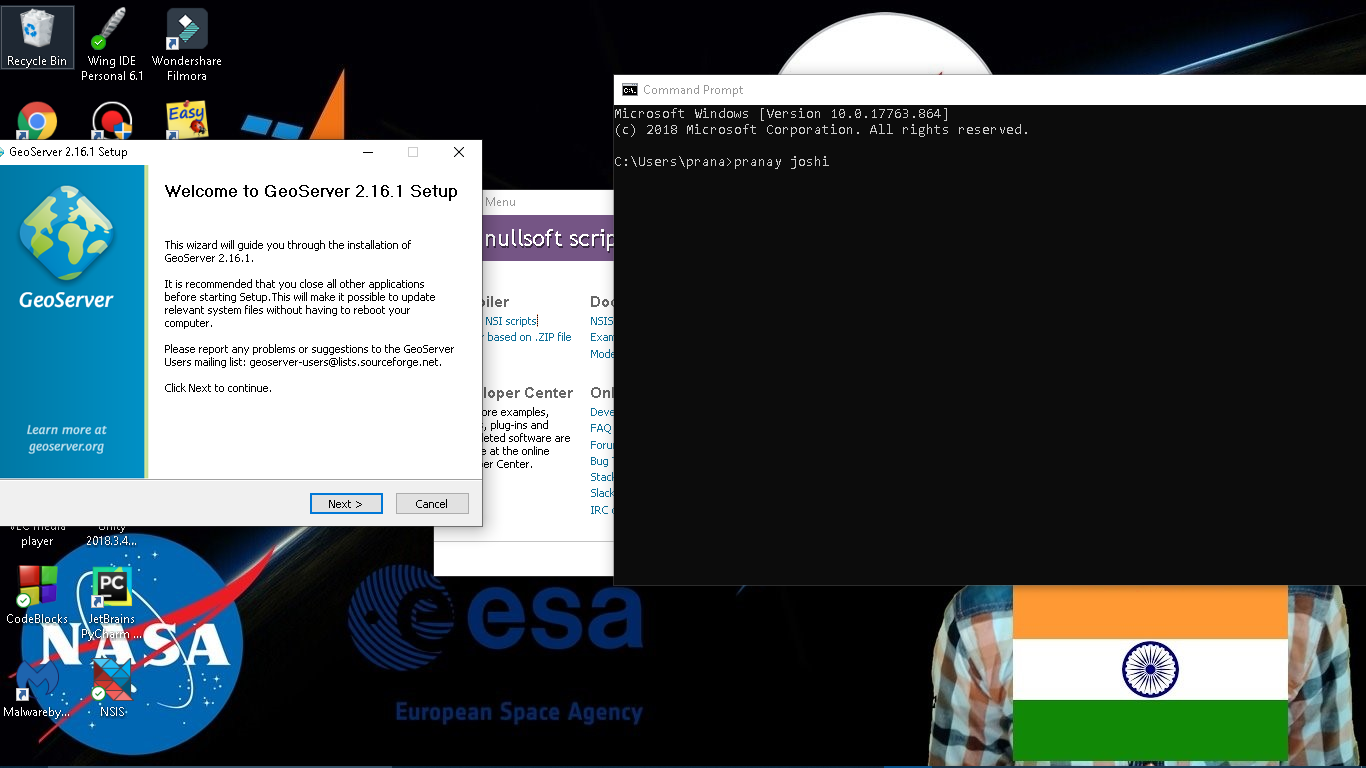 Recycle Bin
Wing IDE
Personal 6.1
Wondershare
Filmora
Easy
GeoServer 2.16.1 Setup
Welcome to GeoServer 2.16.1 Setup
This wizard will guide you through the installation of
GeoServer 2.16.1.
It is recommended that you close all other applications
before starting Setup.This will make it possible to update
relevant system files without having to reboot your
computer.
Please report any problems or suggestions to the GeoServer
Users mailing list: geoserver-users@lists.sourceforge.net.
Click Next to continue.
GeoServer
Learn more at
geoserver.org
Next >
Cancel
Menu
nullsoft scrip
NSI scripts
based on .ZIP file
NSIS
loper Center
ore examples,
, plug-ins and
eted software are
e at the online
er Center.
FAQ
Bug
Stack
Slack
IRC
C:\.
Command Prompt
Microsoft Windows [Version 10.0.17763.864]
(c) 2018 Microsoft Corporation. All rights reserved.
C:\Users\prana>pranay joshi
VLC media
player
Unity
2018.3.4...
CodeBlocks
PC
JetBrains
PyCharm ...
Malwareby...
NSIS
NASA
esa
European Space Agency